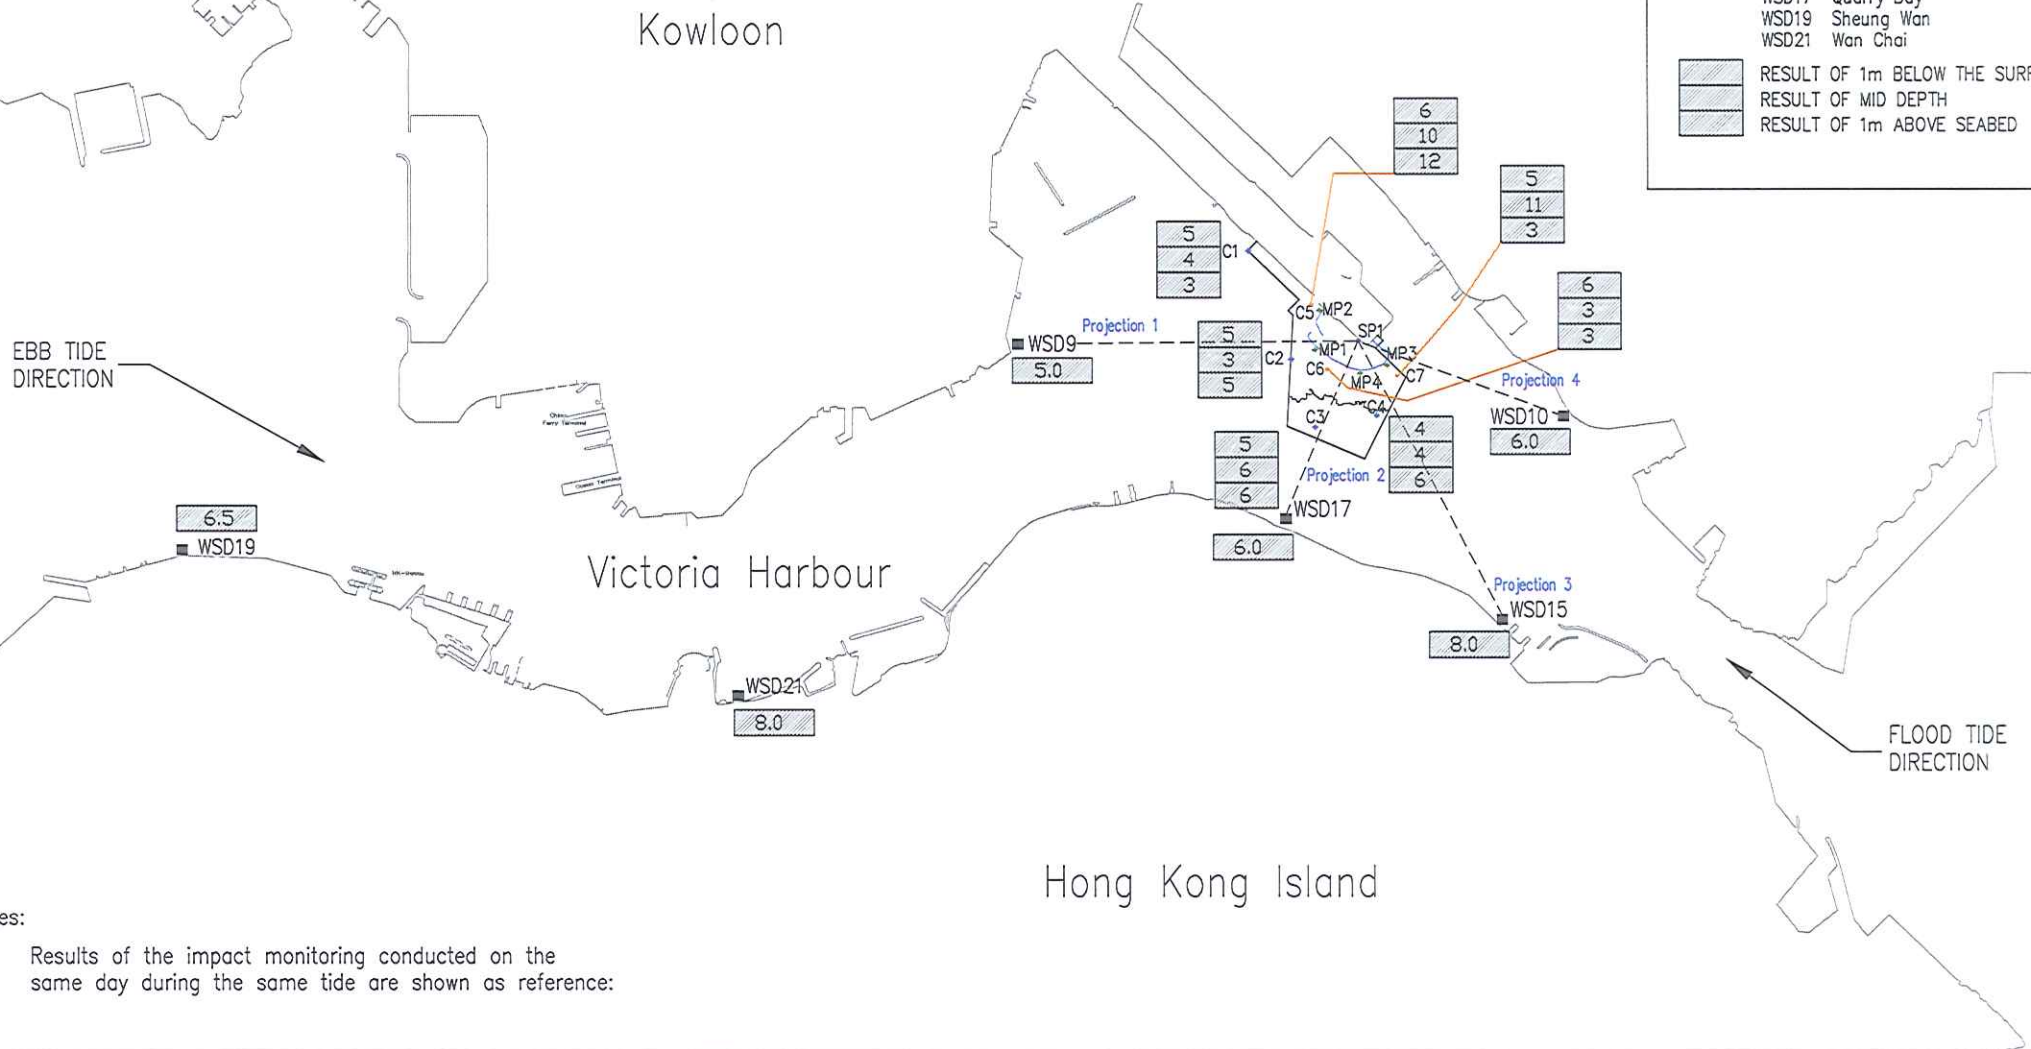 Kowloon
WSD19 Sheung Wan
WSD21 Wan Chai
RESULT OF 1m BELOW THE
RESULT OF MID DEPTH
RESULT OF 1m ABOVE SEABED
6
10
12
5
11
3
5
4
3
C1
6
3
3
C5
MP2
SP1
Projection 1
WSD9
5.0
5
3
5
C2
MP1
MP3
C6
MP4
C7
C4
C3
Projection 4
WSD10
6.0
EBB TIDE
DIRECTION
Ferry Terminal
4
4
6
5
6
6
Projection 2
WSD17
6.0
6.5
WSD19
Victoria Harbour
Projection 3
WSD15
8.0
WSD21
8.0
FLOOD TIDE
DIRECTION
Hong Kong Island
es:
Results of the impact monitoring conducted on the
same day during the same tide are shown as reference: